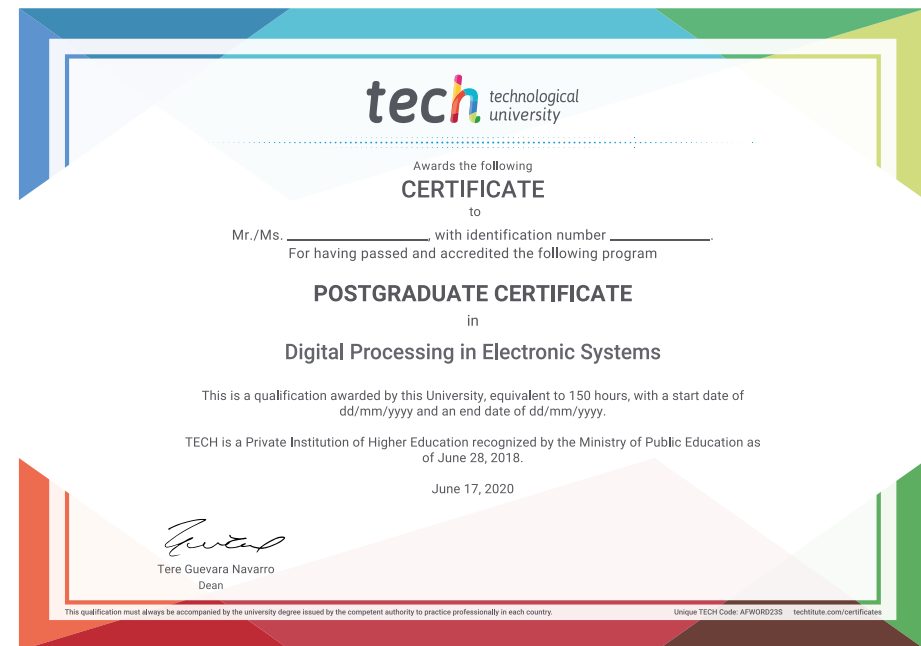 tech technological
university
Awards the following
CERTIFICATE
to
Mr./Ms. ____________________, with identification number ______________.
For having passed and accredited the following program
POSTGRADUATE CERTIFICATE
in
Digital Processing in Electronic Systems
This is a qualification awarded by this University, equivalent to 150 hours, with a start date of
dd/mm/yyyy and an end date of dd/mm/yyyy.
TECH is a Private Institution of Higher Education recognized by the Ministry of Public Education as
of June 28, 2018.
June 17, 2020
Tere Guevara Navarro
Dean
This qualification must always be accompanied by the university degree issued by the competent authority to practice professionally in each country.
Unique TECH Code: AFWORD23S techtitute.com/certificates